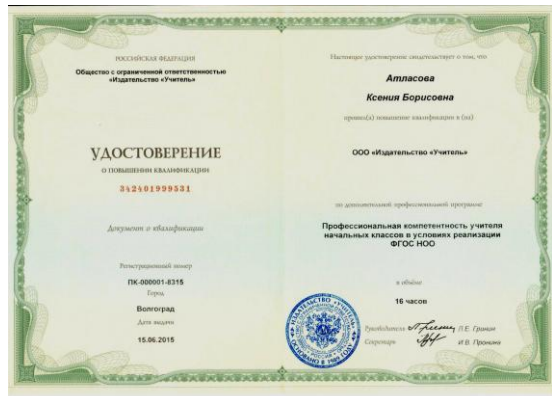 РОССИЙСКАЯ ФЕДЕРАЦИЯ
Общество с ограниченной ответственностью
«Издательство «Учитель»
УДОСТОВЕРЕНИЕ
О ПОВЫШЕНИИ КВАЛИФИКАЦИИ
342401999531
Документ о квалификации
Регистрационный номер
ПК-000001-8315
Город
Волгоград
Дата выдачи
15.06.2015
Настоящее удостоверение свидетельствует о том, что
Атласова
Ксения Борисовна
прошел(а) повышение квалификации в (на)
ООО «Издательство «Учитель»
по дополнительной профессиональной программе
Профессиональная компетентность учителя
начальных классов в условиях реализации
ФГОС НОО
в объёме
16 часов
Руководитель Л.Е. Гринин
Секретарь И.В. Пронина